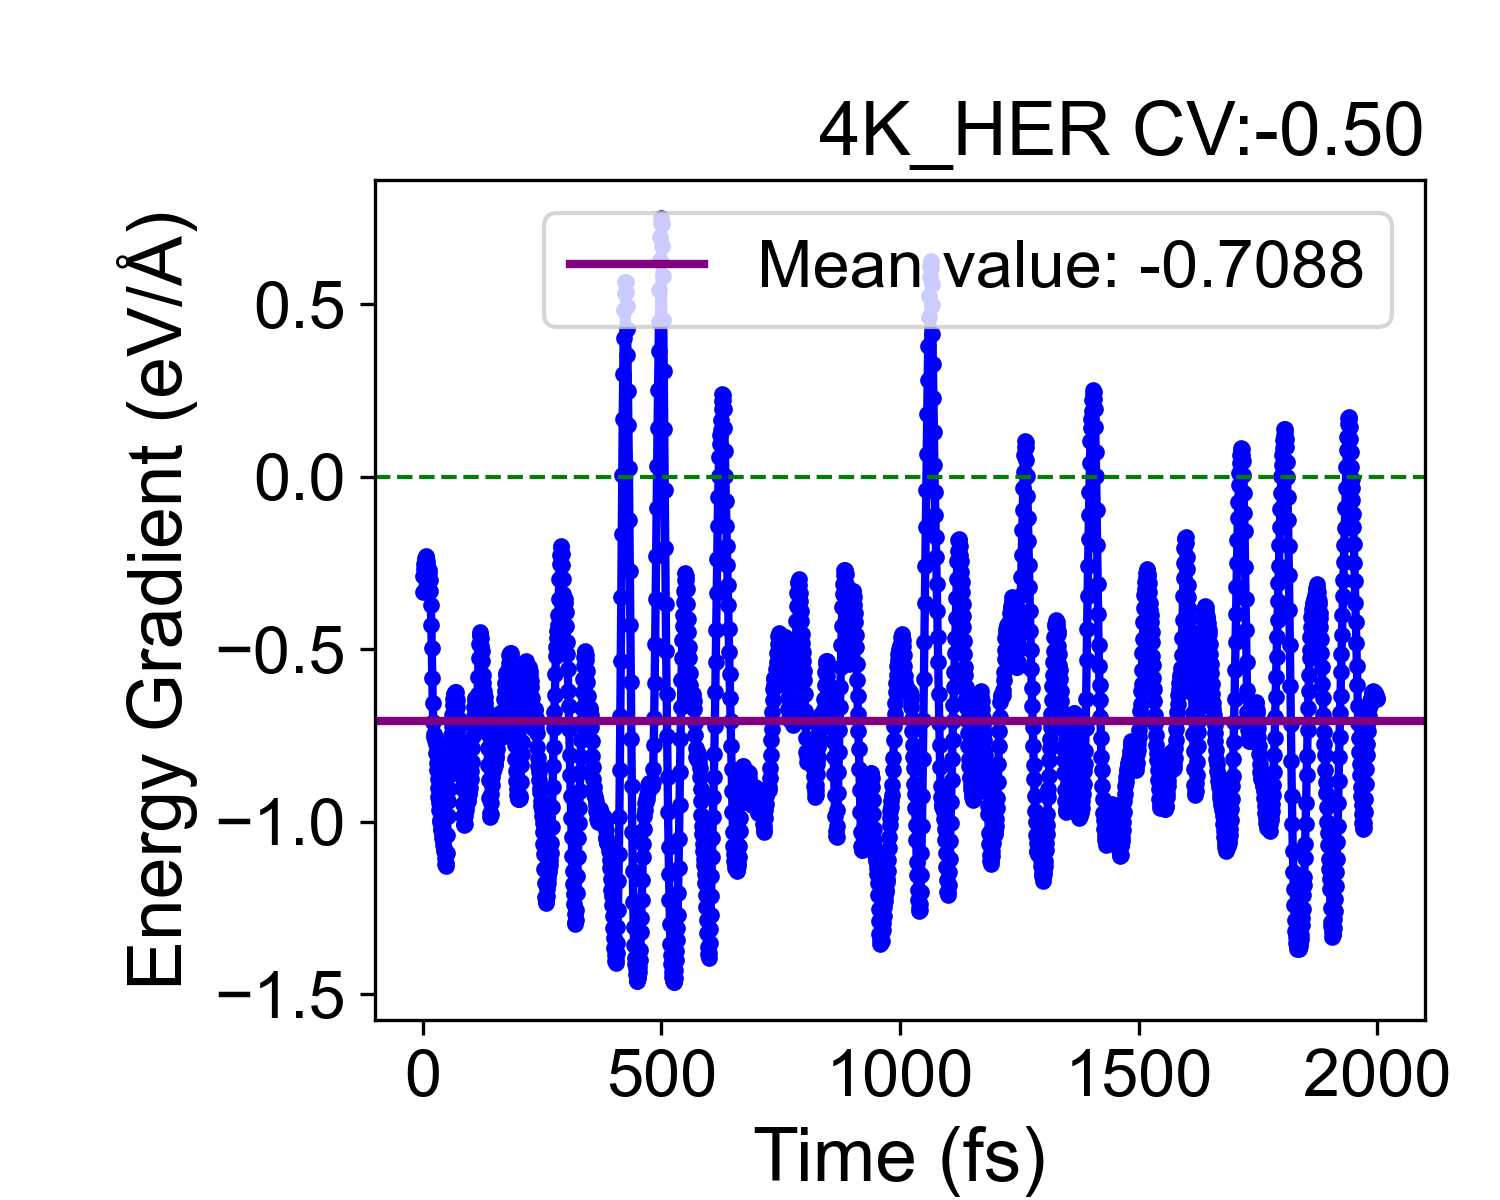 4K_HER CV:-0.50
Mean value: -0.7088
Energy Gradient (eV/Å)
0.5
0.0
−0.5
−1.0
−1.5
0 500 1000 1500 2000
Time (fs)